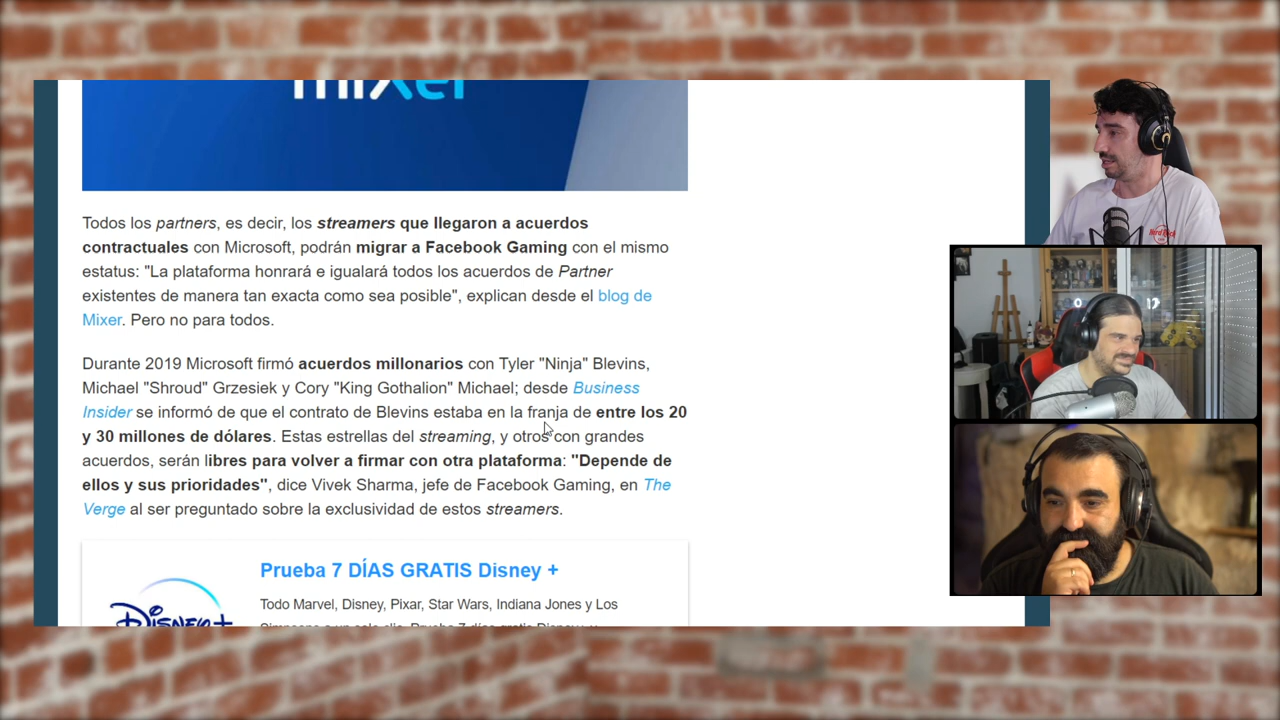 mixer
Todos los partners, es decir, los streamers que llegaron a acuerdos
contractuales con Microsoft, podrán migrar a Facebook Gaming con el mismo
estatus: "La plataforma honrará e igualará todos los acuerdos de Partner
existentes de manera tan exacta como sea posible", explican desde el blog de
Mixer. Pero no para todos.
Durante 2019 Microsoft firmó acuerdos millonarios con Tyler "Ninja" Blevins,
Michael "Shroud" Grzesiek y Cory "King Gothalion" Michael; desde Business
Insider se informó de que el contrato de Blevins estaba en la franja de entre los 20
y 30 millones de dólares. Estas estrellas del streaming, y otros con grandes
acuerdos, serán libres para volver a firmar con otra plataforma: "Depende de
ellos y sus prioridades", dice Vivek Sharma, jefe de Facebook Gaming, en The
Verge al ser preguntado sobre la exclusividad de estos streamers.
Prueba 7 DÍAS GRATIS Disney +
Disney+
Todo Marvel, Disney, Pixar, Star Wars, Indiana Jones y Los